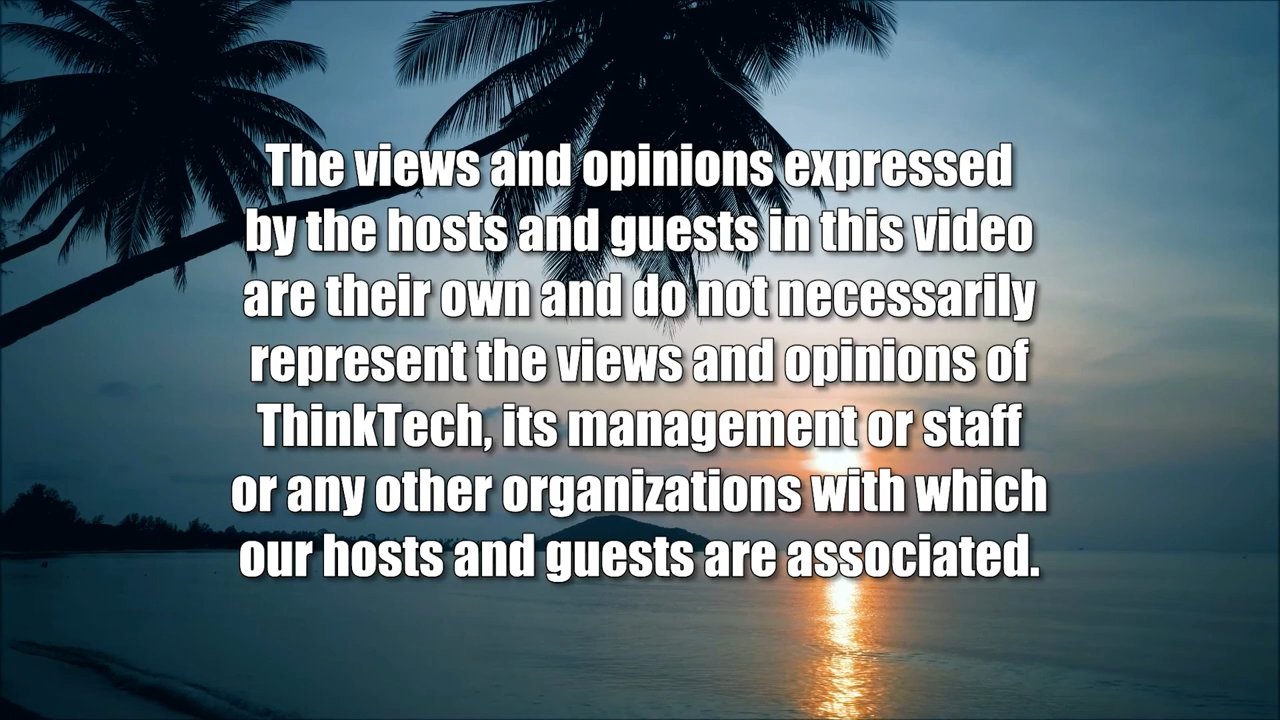 The views and opinions expressed
by the hosts and guests in this video
are their own and do not necessarily
represent the views and opinions of
ThinkTech, its management or staff
or any other organizations with which
our hosts and guests are associated.